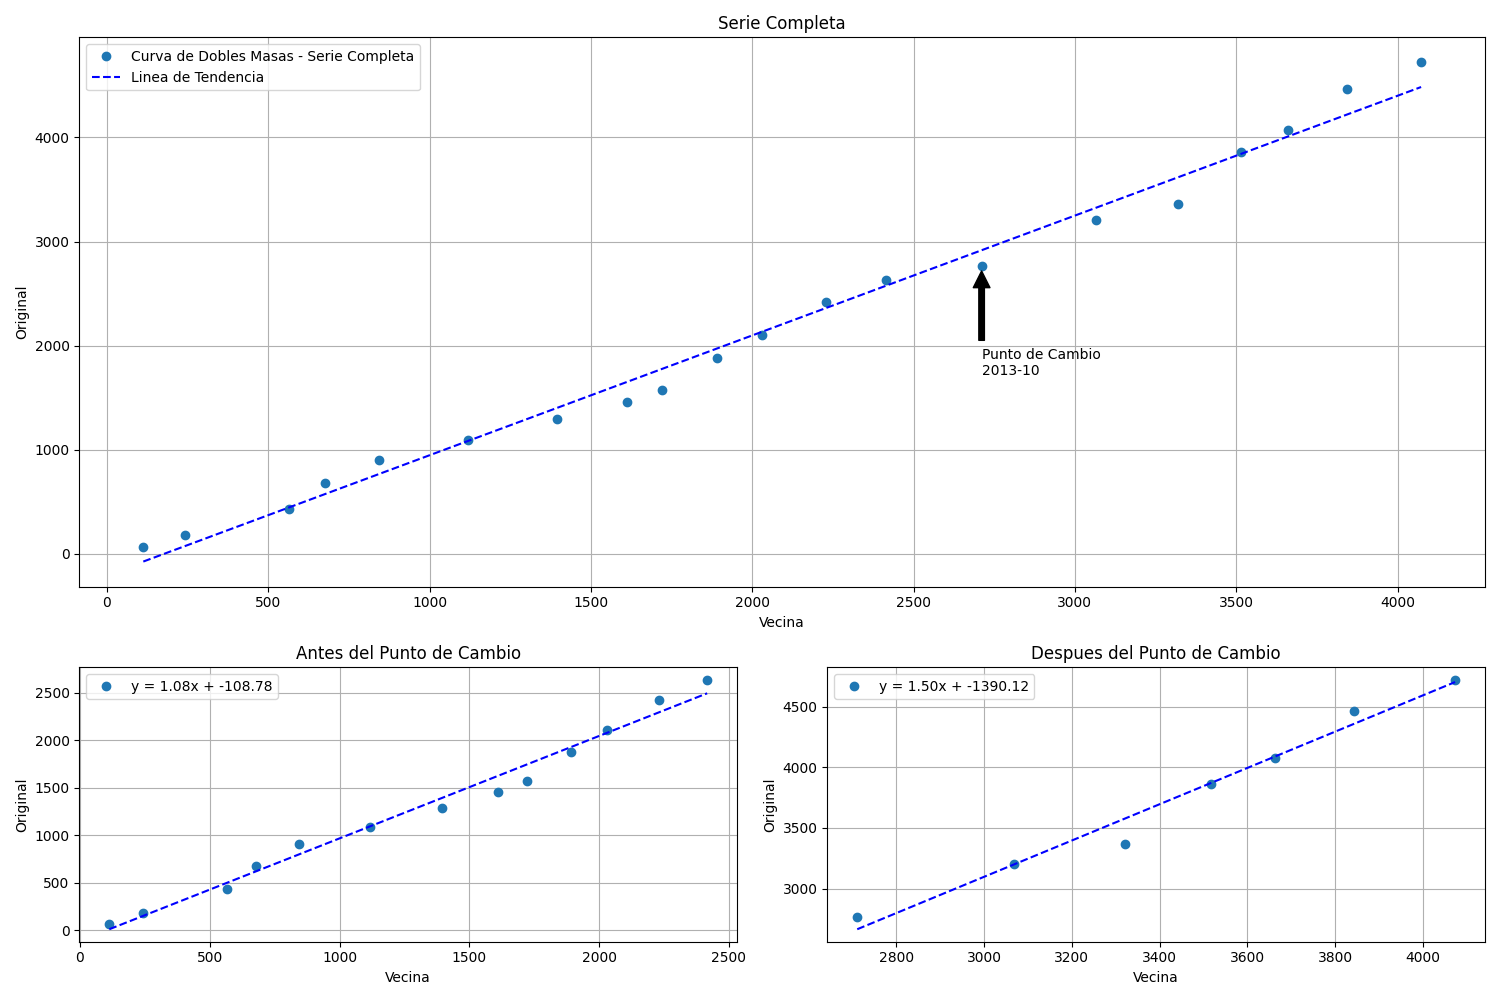 Serie Completa
Curva de Dobles Masas - Serie Completa
Linea de Tendencia
4000
3000
2000
1000
0
Original
Punto de Cambio
2013-10
0 500 1000 1500 2000 2500 3000 3500 4000
Vecina
Antes del Punto de Cambio
y = 1.08x + -108.78
2500
2000
1500
1000
500
0
Original
0 500 1000 1500 2000 2500
Vecina
Despues del Punto de Cambio
y = 1.50x + -1390.12
4500
4000
3500
3000
Original
2800 3000 3200 3400 3600 3800 4000
Vecina